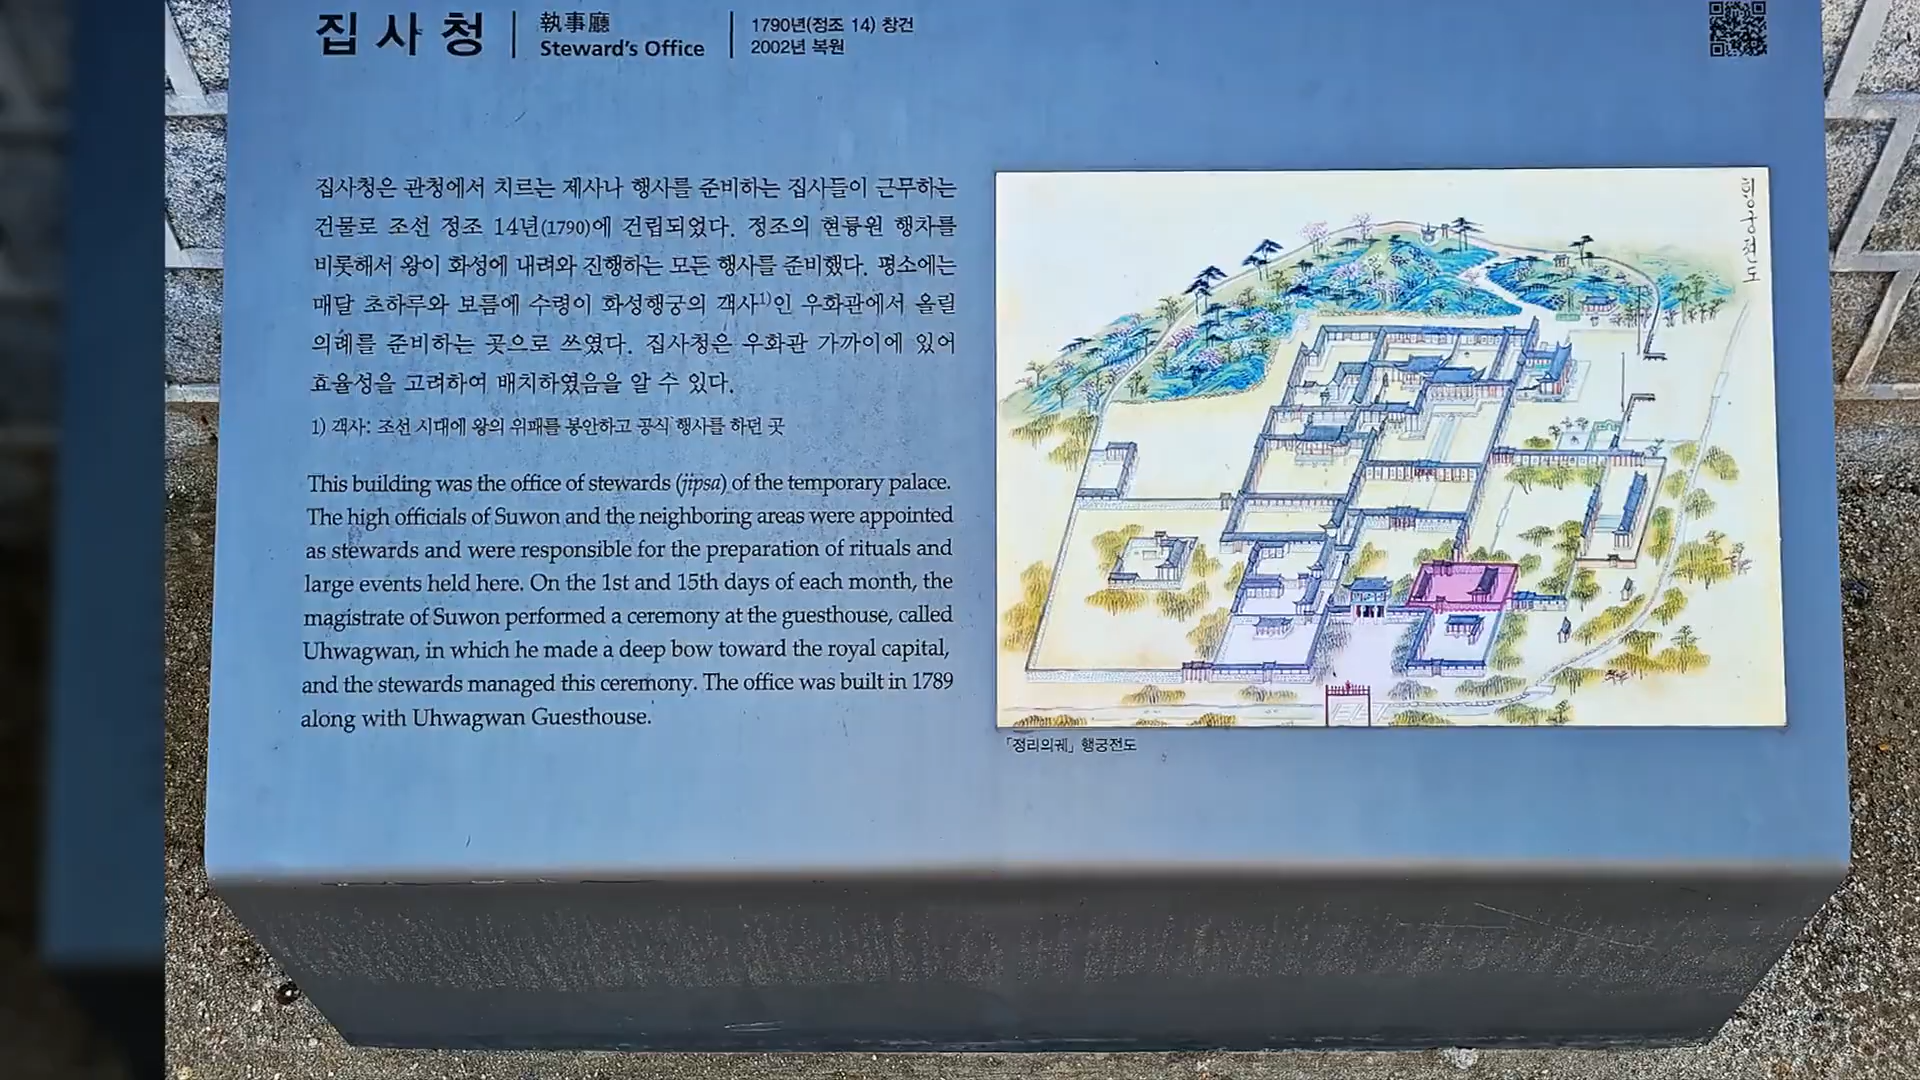 집사청
執事廳
Steward's Office
1790년(정조 14) 창건
2002년 복원
집사청은 관청에서 치르는 제사나 행사를 준비하는 집사들이 근무하는
건물로 조선 정조 14년(1790)에 건립되었다. 정조의 현륭원 행차를
비롯해서 왕이 화성에 내려와 진행하는 모든 행사를 준비했다. 평소에는
매달 초하루와 보름에 수령이 화성행궁의 객사1)인 우화관에서 올릴
의례를 준비하는 곳으로 쓰였다. 집사청은 우화관 가까이에 있어
효율성을 고려하여 배치하였음을 알 수 있다.
1) 객사: 조선 시대에 왕의 위패를 봉안하고 공식 행사를 하던 곳
This building was the office of stewards (jipsa) of the temporary palace.
The high officials of Suwon and the neighboring areas were appointed
as stewards and were responsible for the preparation of rituals and
large events held here. On the 1st and 15th days of each month, the
magistrate of Suwon performed a ceremony at the guesthouse, called
Uhwagwan, in which he made a deep bow toward the royal capital,
and the stewards managed this ceremony. The office was built in 1789
along with Uhwagwan Guesthouse.
힝궁젼도
「정리의궤」 행궁전도